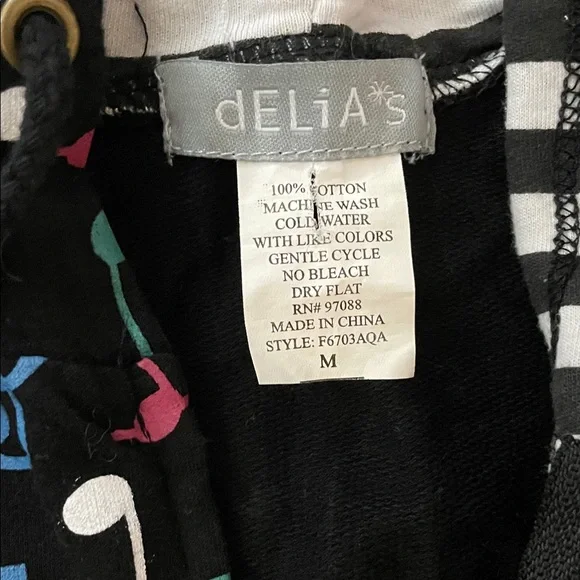 dELiA*s
100% COTTON
MACHINE WASH
COLD WATER
WITH LIKE COLORS
GENTLE CYCLE
NO BLEACH
DRY FLAT
RN# 97088
MADE IN CHINA
STYLE: F6703AQA
M